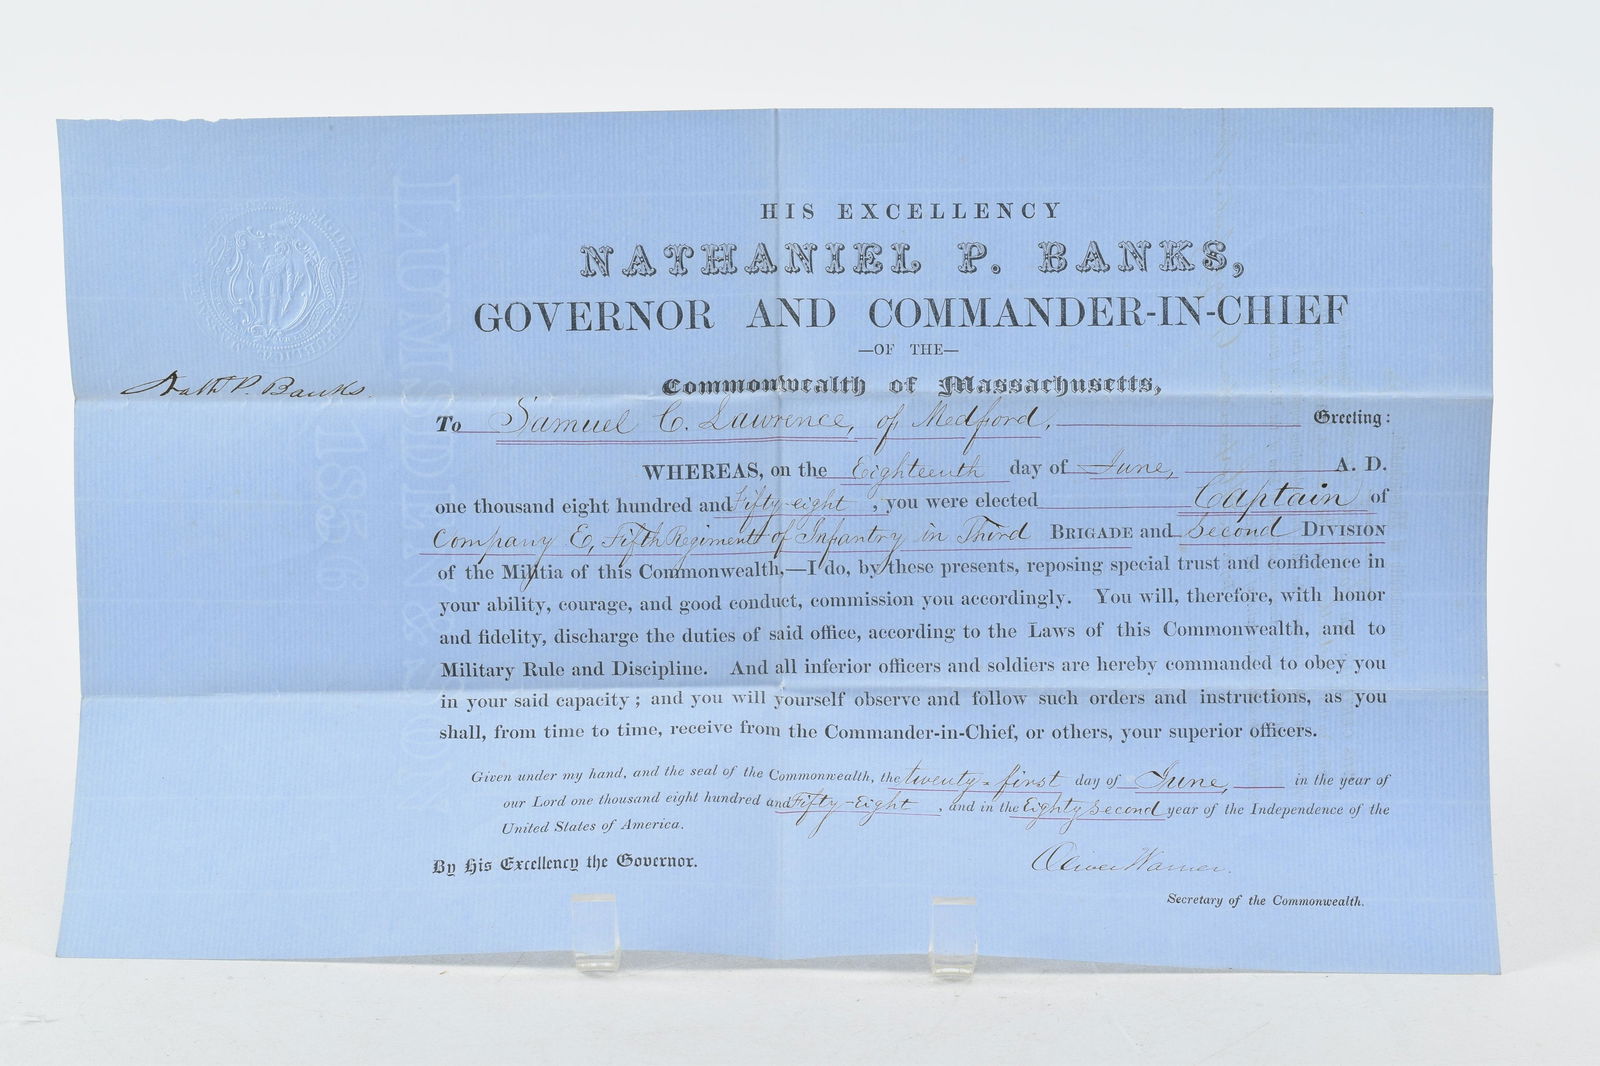 HIS EXCELLENCY
NATHANIEL P. BANKS,
GOVERNOR AND COMMANDER-IN-CHIEF
—OF THE—
Commonwealth of Massachusetts,
Nath P. Banks.
To Samuel C. Lawrence, of Medford, Greeting:
WHEREAS, on the Eighteenth day of June, A. D.
one thousand eight hundred and Fifty-eight, you were elected Captain of
Company E, Fifth Regiment of Infantry in Third BRIGADE and Second DIVISION
of the Militia of this Commonwealth,—I do, by these presents, reposing special trust and confidence in
your ability, courage, and good conduct, commission you accordingly. You will, therefore, with honor
and fidelity, discharge the duties of said office, according to the Laws of this Commonwealth, and to
Military Rule and Discipline. And all inferior officers and soldiers are hereby commanded to obey you
in your said capacity; and you will yourself observe and follow such orders and instructions, as you
shall, from time to time, receive from the Commander-in-Chief, or others, your superior officers.
Given under my hand, and the seal of the Commonwealth, the twenty-first day of June, in the year of
our Lord one thousand eight hundred and Fifty-Eight, and in the Eighty second year of the Independence of the
United States of America.
By His Excellency the Governor.
Oliver Warner.
Secretary of the Commonwealth.
LUMSDEN & SON
1856